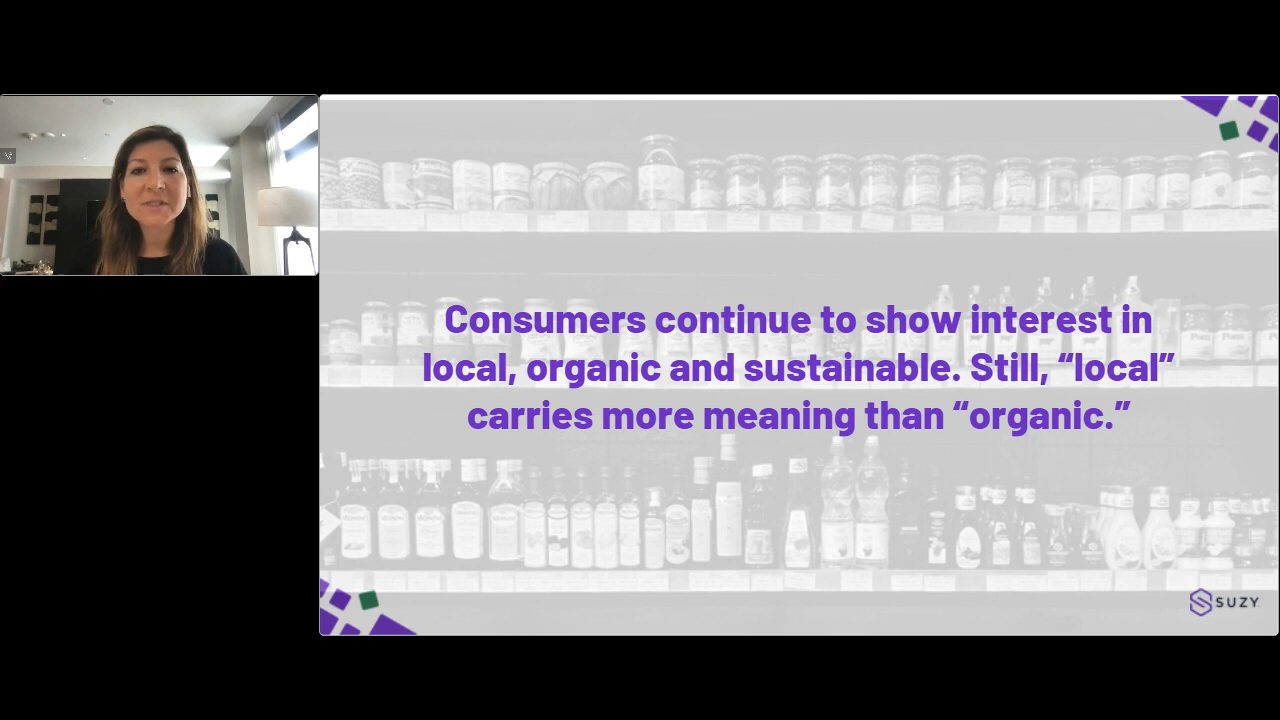 Consumers continue to show interest in
local, organic and sustainable. Still, “local”
carries more meaning than “organic.”
SUZY